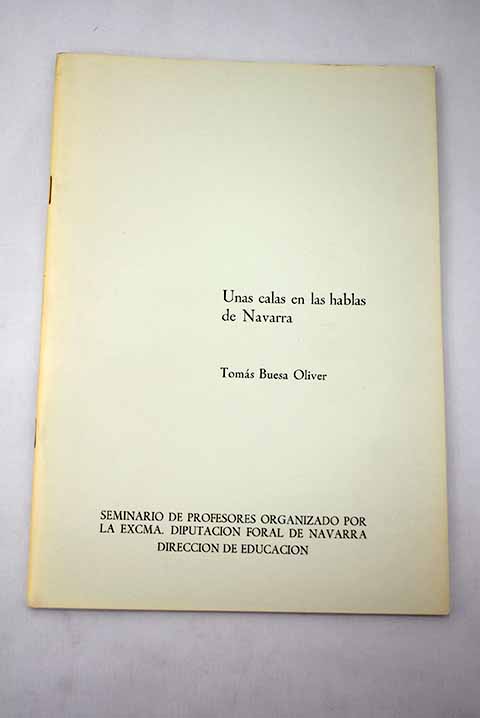 Unas calas en las hablas
de Navarra
Tomás Buesa Oliver
SEMINARIO DE PROFESORES ORGANIZADO POR
LA EXCMA. DIPUTACION FORAL DE NAVARRA
DIRECCION DE EDUCACION